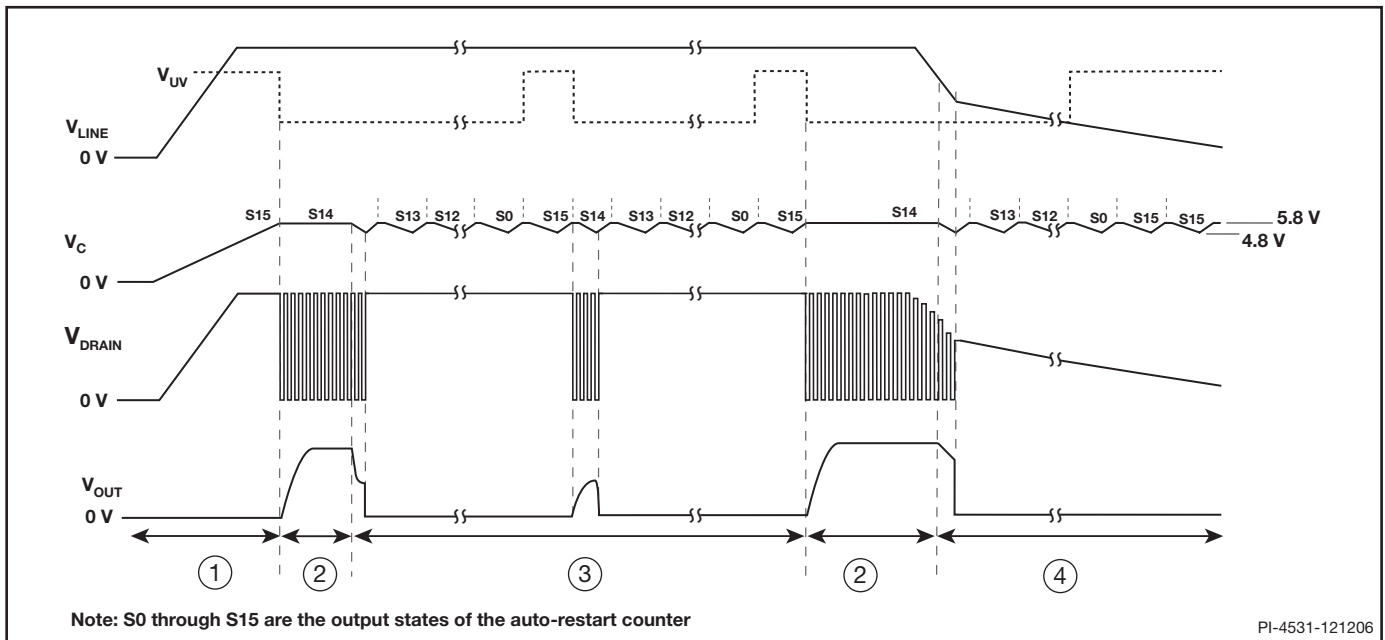 V_UV
V_LINE
0 V
S15 S14 S13 S12 S0 S15 S14 S13 S12 S0 S15 S14 S13 S12 S0 S15 S15
5.8 V
4.8 V
V_C
0 V
V_DRAIN
0 V
V_OUT
0 V
1 2 3 2 4
Note: S0 through S15 are the output states of the auto-restart counter
PI-4531-121206